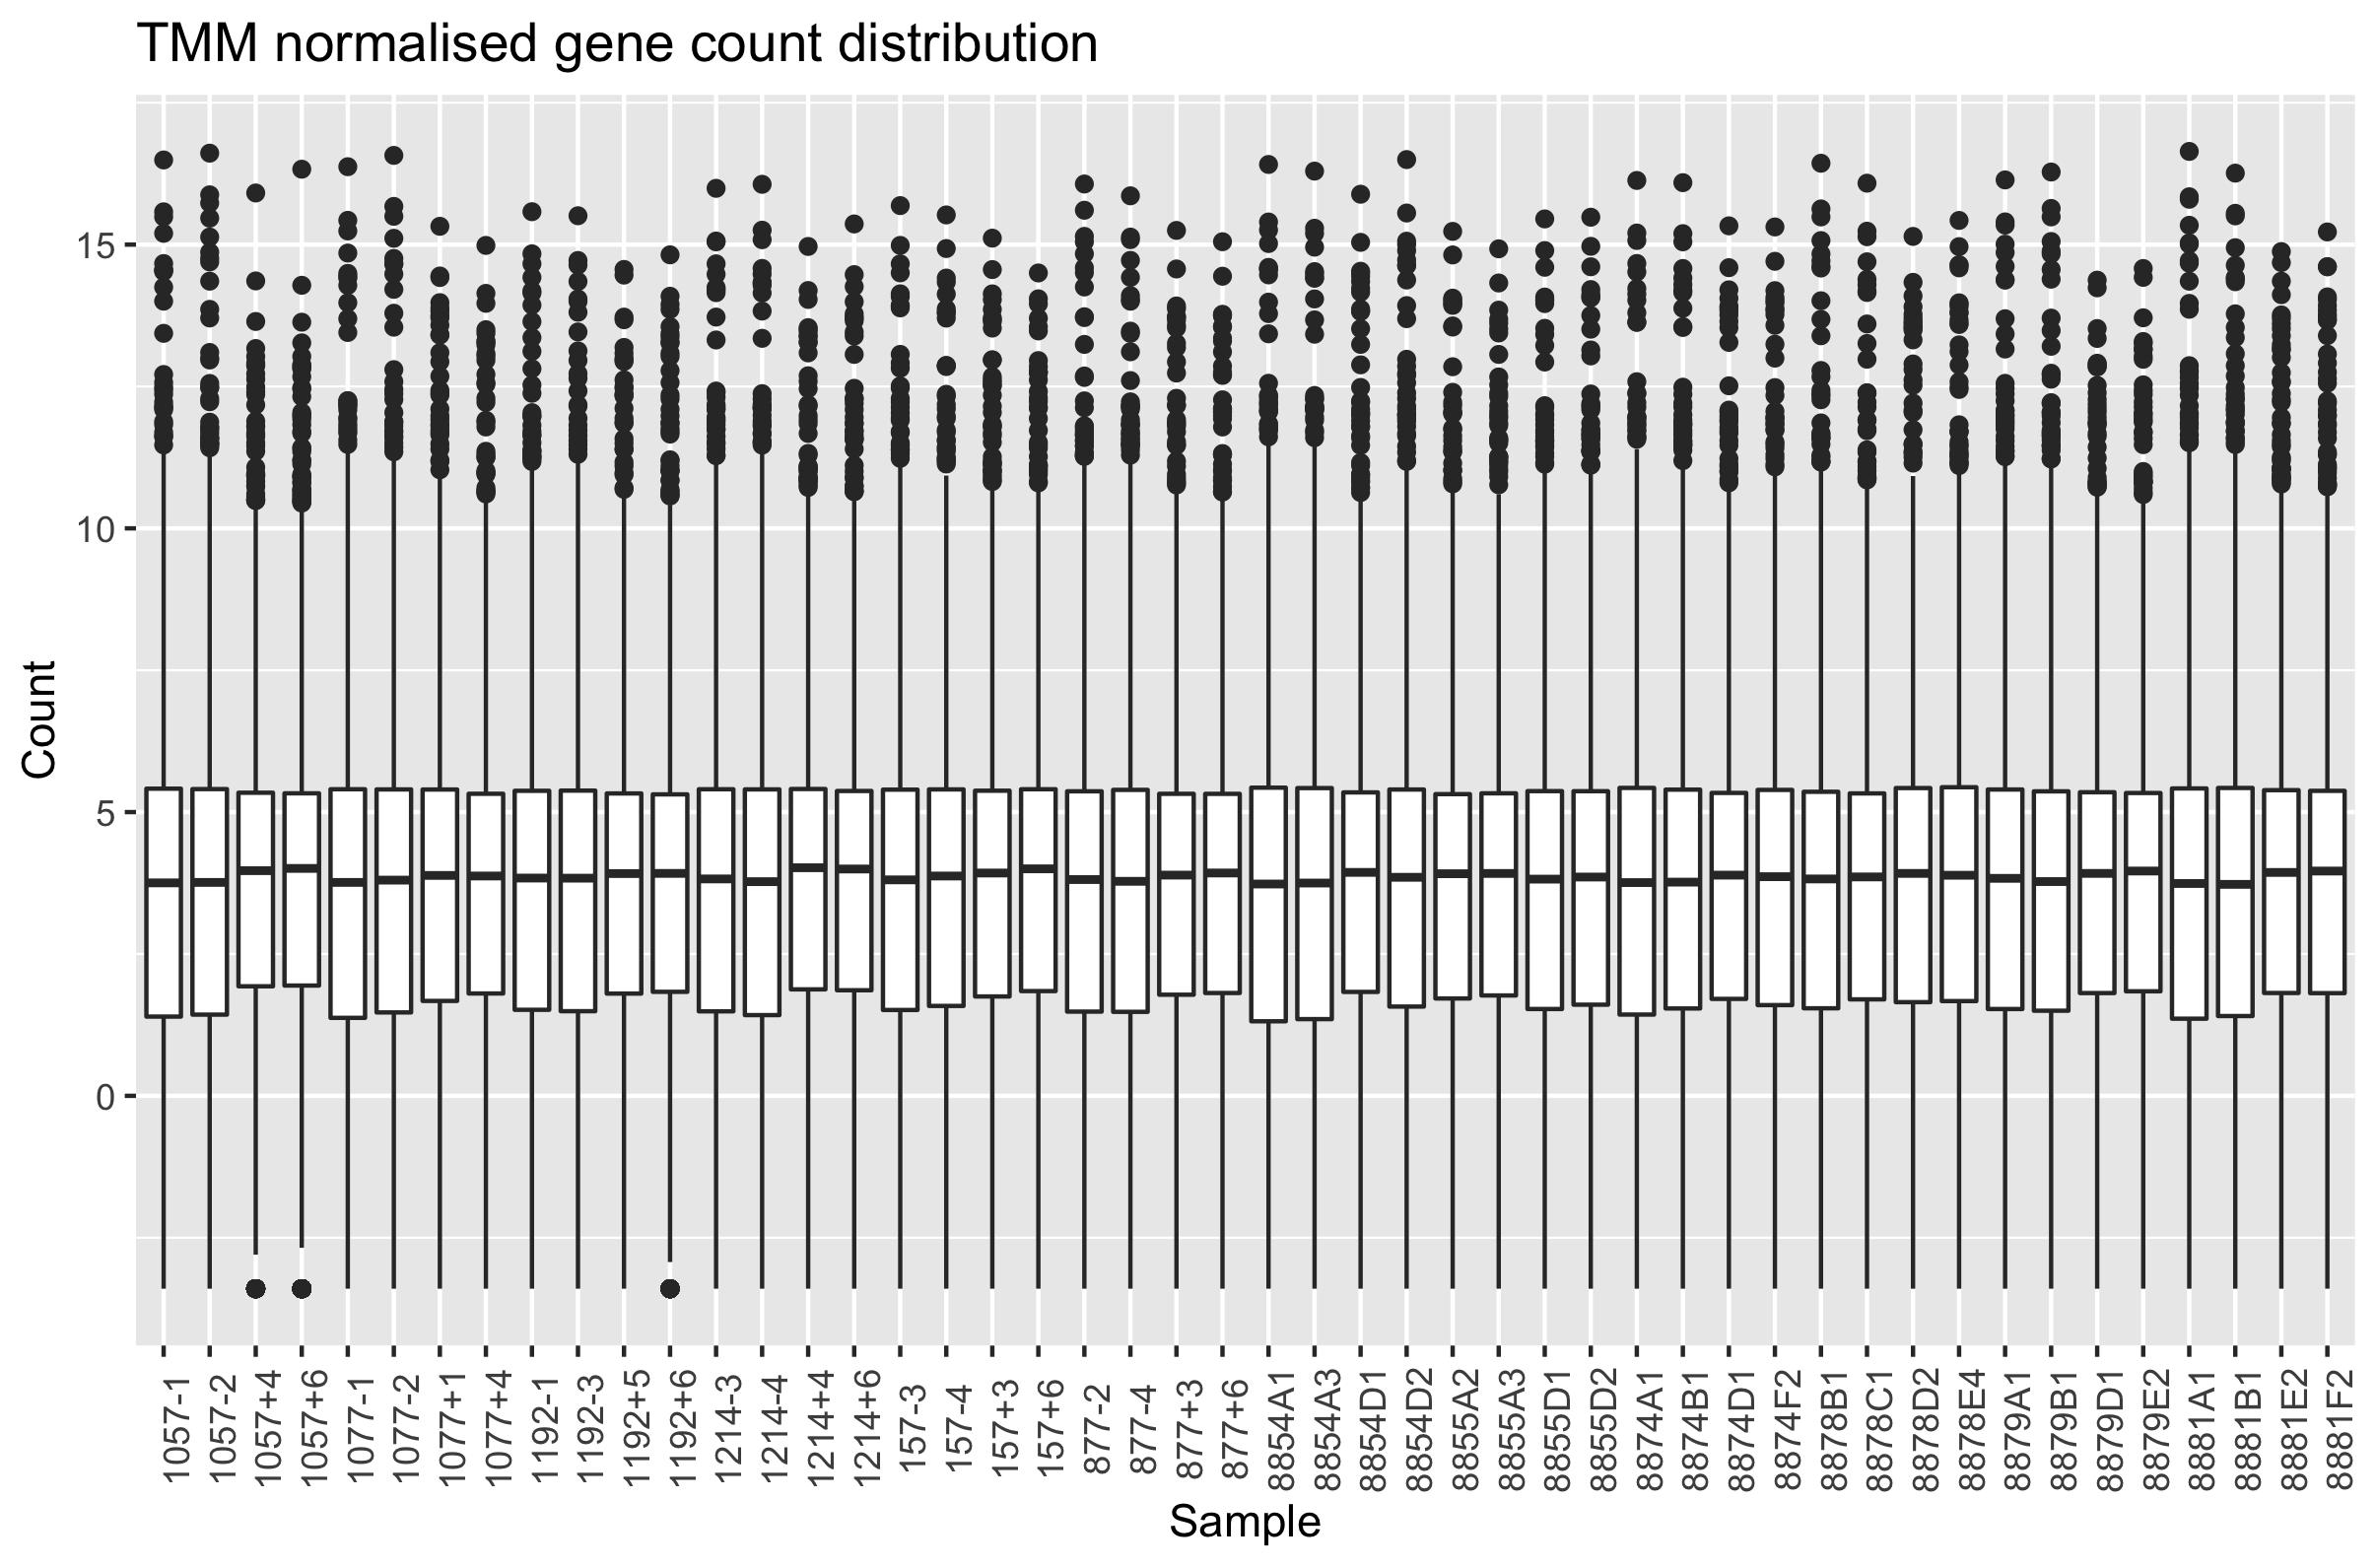 TMM normalised gene count distribution
Count
15
10
5
0
1057-1
1057-2
1057+4
1057+6
1077-1
1077-2
1077+1
1077+4
1192-1
1192-3
1192+5
1192+6
1214-3
1214-4
1214+4
1214+6
157-3
157-4
157+3
157+6
877-2
877-4
877+3
877+6
8854A1
8854A3
8854D1
8854D2
8855A2
8855A3
8855D1
8855D2
8874A1
8874B1
8874D1
8874F2
8878B1
8878C1
8878D2
8878E4
8879A1
8879B1
8879D1
8879E2
8881A1
8881B1
8881E2
8881F2
Sample